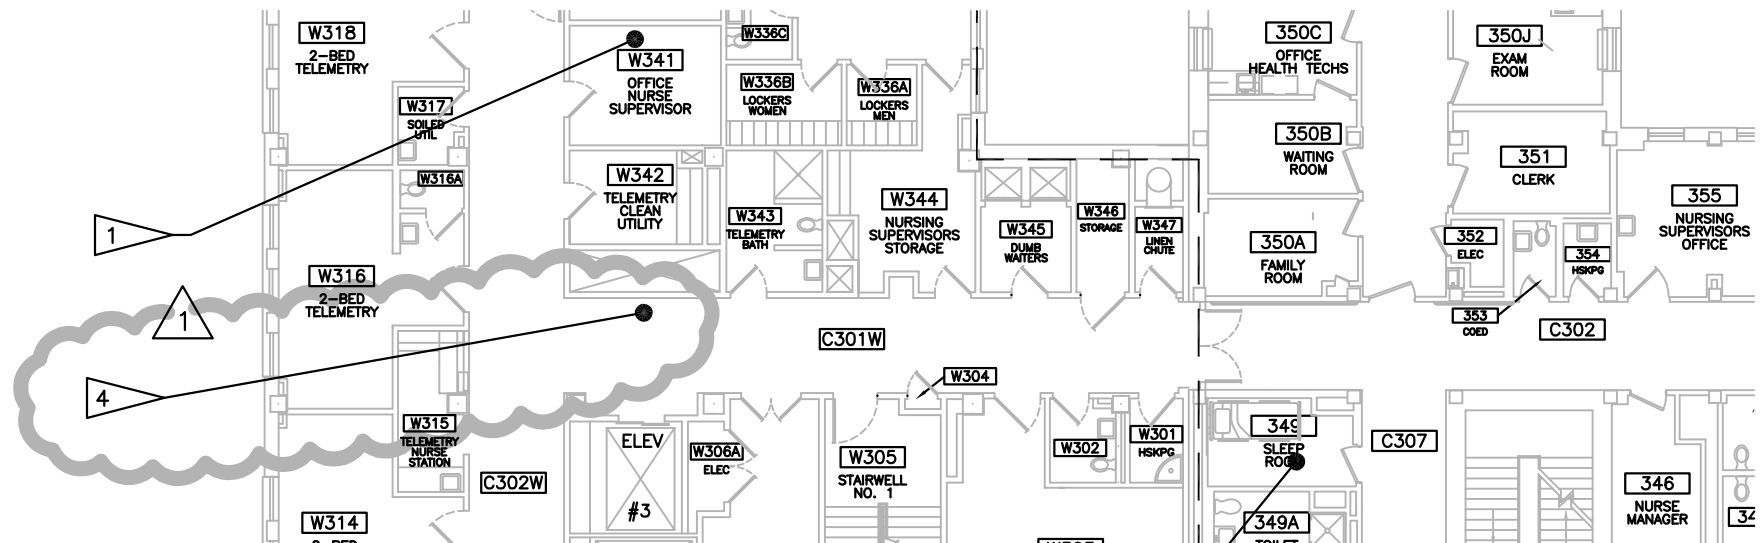 W318
2-BED
TELEMETRY
W341
OFFICE
NURSE
SUPERVISOR
W336C
W336B
LOCKERS
WOMEN
W336A
LOCKERS
MEN
350C
OFFICE
HEALTH TECHS
350J
EXAM
ROOM
W317
SOILED
UTIL
350B
WAITING
ROOM
351
CLERK
W316A
W342
TELEMETRY
CLEAN
UTILITY
W343
TELEMETRY
BATH
W344
NURSING
SUPERVISORS
STORAGE
W345
DUMB
WAITERS
W346
STORAGE
W347
LINEN
CHUTE
350A
FAMILY
ROOM
352
ELEC
354
HSKPG
355
NURSING
SUPERVISORS
OFFICE
1
W316
2-BED
TELEMETRY
1
353
COED
C302
C301W
W304
4
W315
TELEMETRY
NURSE
STATION
C302W
ELEV
#3
W306A
ELEC
W305
STAIRWELL
NO. 1
W302
W301
HSKPG
349
SLEEP
C307
346
NURSE
MANAGER
W314
349A